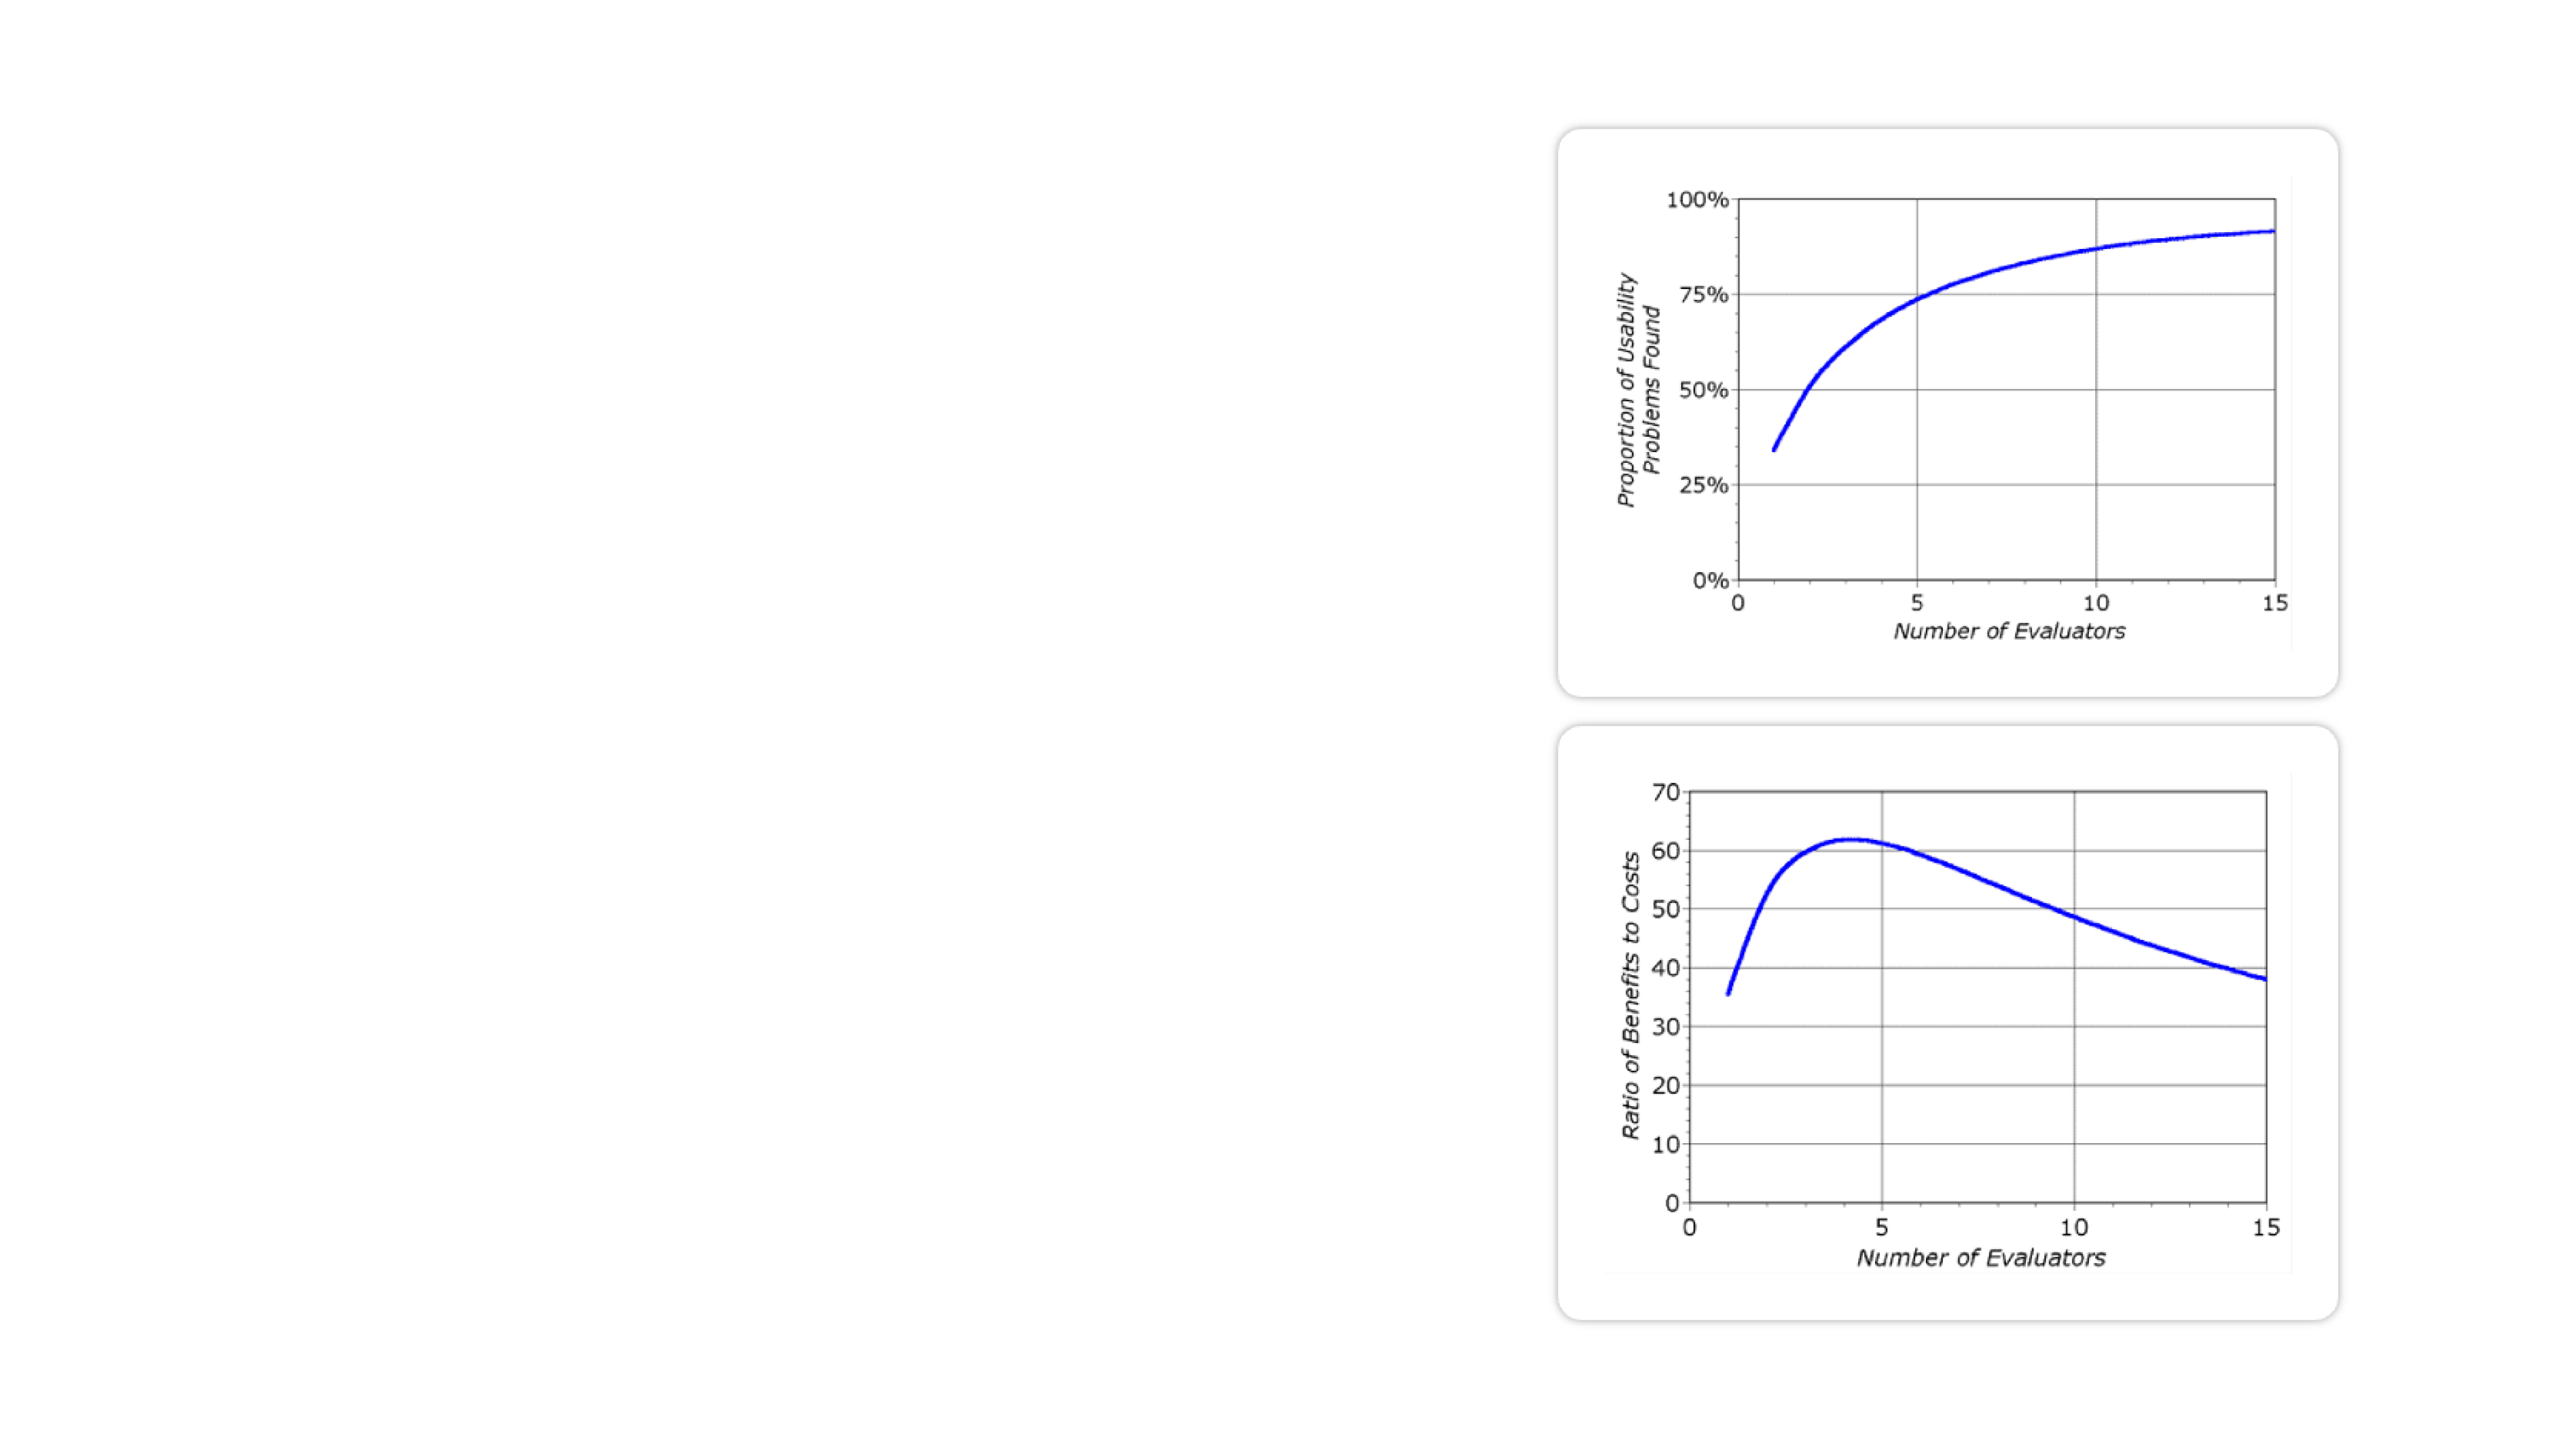 100%
75%
50%
25%
0%
Proportion of Usability
Problems Found
0 5 10 15
Number of Evaluators
70
60
50
40
30
20
10
0
Ratio of Benefits to Costs
0 5 10 15
Number of Evaluators